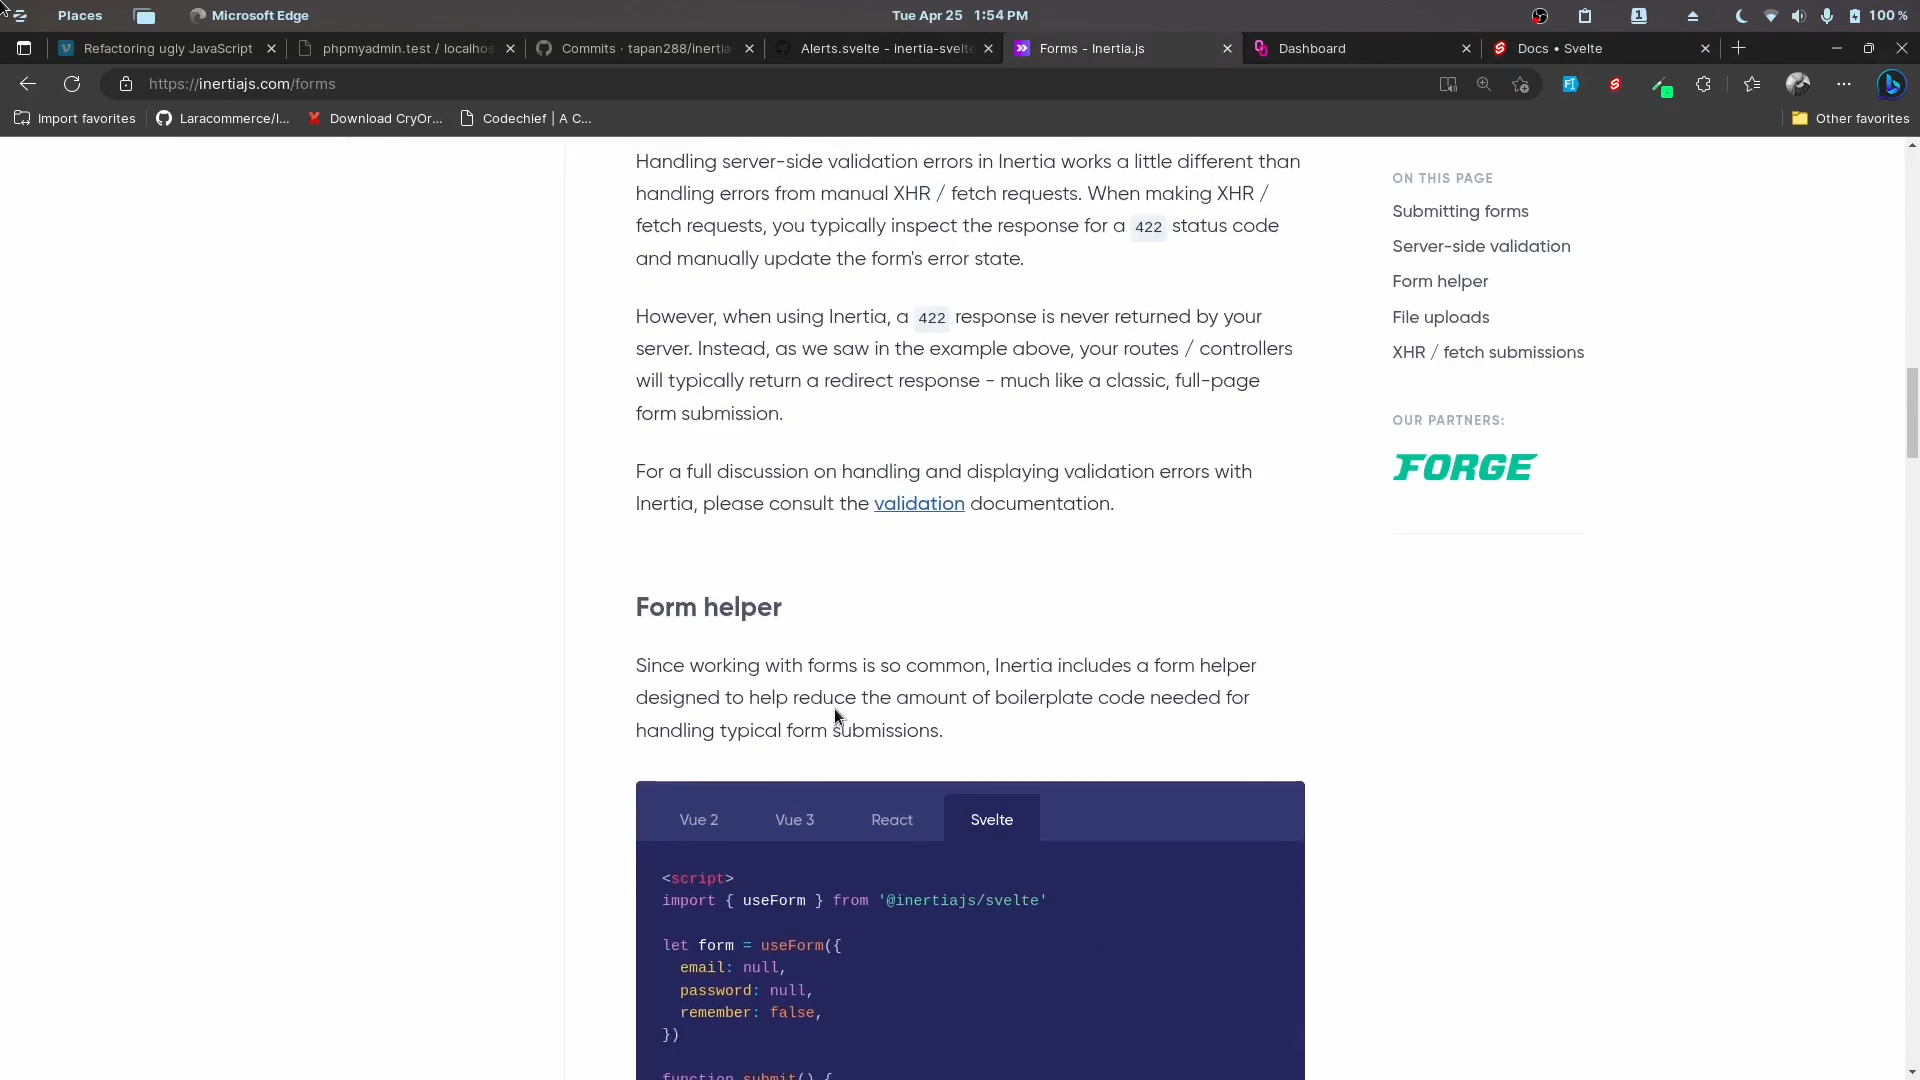 Places
Microsoft Edge
Tue Apr 25 1:54 PM
1
100 %
Refactoring ugly JavaScript
phpmyadmin.test / localhos
Commits · tapan288/inertia-
Alerts.svelte - inertia-svelte
Forms - Inertia.js
Dashboard
Docs • Svelte
https://inertiajs.com/forms
Import favorites
Laracommerce/l...
Download CryOr...
Codechief | A C...
Other favorites
Handling server-side validation errors in Inertia works a little different than
handling errors from manual XHR / fetch requests. When making XHR /
fetch requests, you typically inspect the response for a 422 status code
and manually update the form's error state.
However, when using Inertia, a 422 response is never returned by your
server. Instead, as we saw in the example above, your routes / controllers
will typically return a redirect response - much like a classic, full-page
form submission.
For a full discussion on handling and displaying validation errors with
Inertia, please consult the validation documentation.
Form helper
Since working with forms is so common, Inertia includes a form helper
designed to help reduce the amount of boilerplate code needed for
handling typical form submissions.
Vue 2
Vue 3
React
Svelte
<script>
import { useForm } from '@inertiajs/svelte'
let form = useForm({
email: null,
password: null,
remember: false,
})
function submit() {
ON THIS PAGE
Submitting forms
Server-side validation
Form helper
File uploads
XHR / fetch submissions
OUR PARTNERS:
FORGE